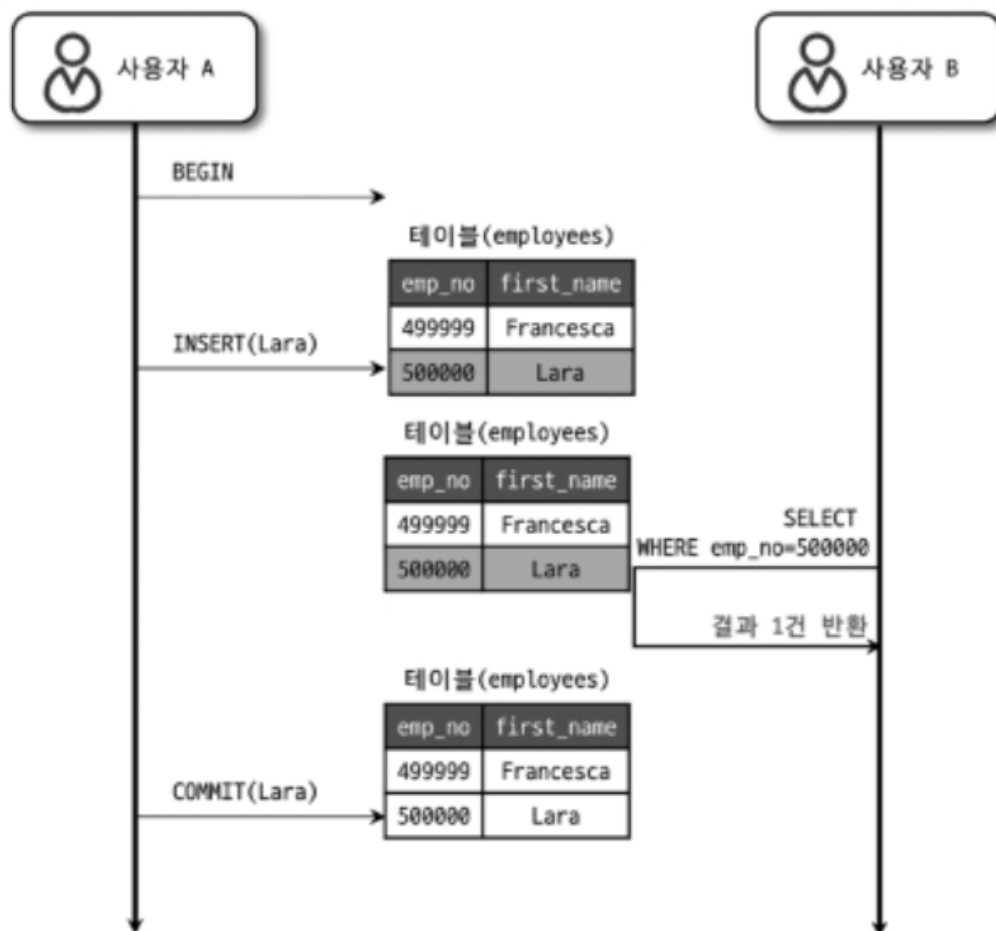 사용자 A
사용자 B
BEGIN
테이블(employees)
emp_no first_name
499999 Francesca
INSERT(Lara)
500000 Lara
테이블(employees)
emp_no first_name
499999 Francesca
SELECT
WHERE emp_no=500000
500000 Lara
결과 1건 반환
테이블(employees)
emp_no first_name
499999 Francesca
COMMIT(Lara)
500000 Lara